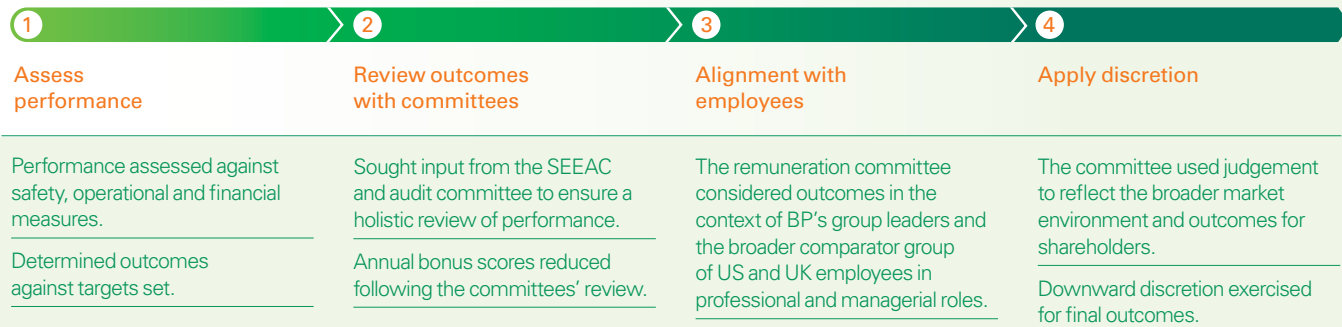 1
Assess
performance
Performance assessed against
safety, operational and financial
measures.
Determined outcomes
against targets set.
2
Review outcomes
with committees
Sought input from the SEEAC
and audit committee to ensure a
holistic review of performance.
Annual bonus scores reduced
following the committees' review.
3
Alignment with
employees
The remuneration committee
considered outcomes in the
context of BP's group leaders and
the broader comparator group
of US and UK employees in
professional and managerial roles.
4
Apply discretion
The committee used judgement
to reflect the broader market
environment and outcomes for
shareholders.
Downward discretion exercised
for final outcomes.